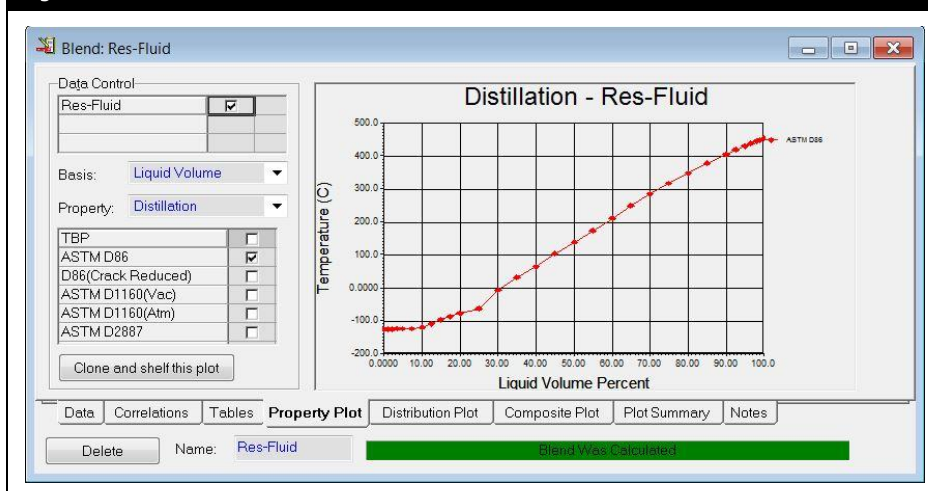 Blend: Res-Fluid
Data Control
Res-Fluid
Basis: Liquid Volume
Property: Distillation
TBP
ASTM D86
D86(Crack Reduced)
ASTM D1160(Vac)
ASTM D1160(Atm)
ASTM D2887
Clone and shelf this plot
Distillation - Res-Fluid
Temperature (C)
500.0
400.0
300.0
200.0
100.0
0.0000
-100.0
-200.0
0.0000 10.00 20.00 30.00 40.00 50.00 60.00 70.00 80.00 90.00 100.0
Liquid Volume Percent
ASTM D86
Data Correlations Tables Property Plot Distribution Plot Composite Plot Plot Summary Notes
Delete Name: Res-Fluid Blend Was Calculated